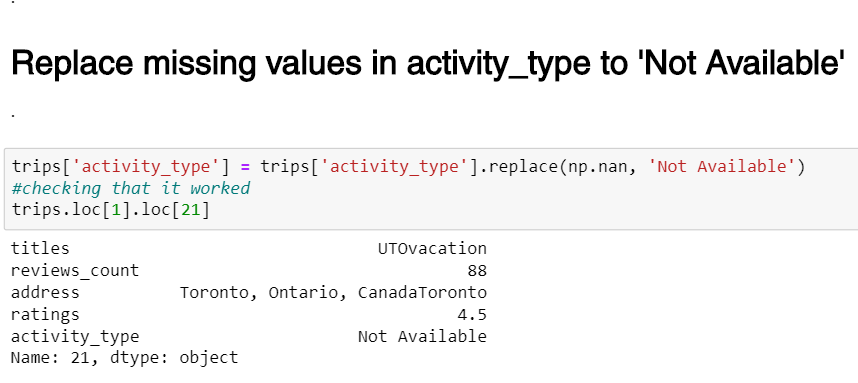 .
Replace missing values in activity_type to 'Not Available'
.
trips['activity_type'] = trips['activity_type'].replace(np.nan, 'Not Available')
#checking that it worked
trips.loc[1].loc[21]
titles UTOvacation
reviews_count 88
address Toronto, Ontario, CanadaToronto
ratings 4.5
activity_type Not Available
Name: 21, dtype: object